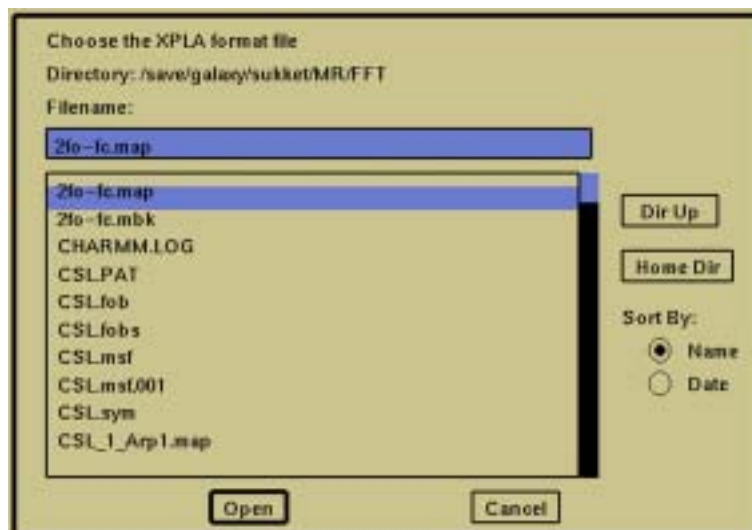 Choose the XPLA format file
Directory: /save/galaxy/sukket/MR/FFT
Filename:
2fo-fc.map
2fo-fc.map
2fo-fc.mbk
CHARMM.LOG
CSL.PAT
CSL.fob
CSL.fobs
CSL.msf
CSL.msf.001
CSL.sym
CSL_1_Arp1.map
Dir Up
Home Dir
Sort By:
Name
Date
Open
Cancel